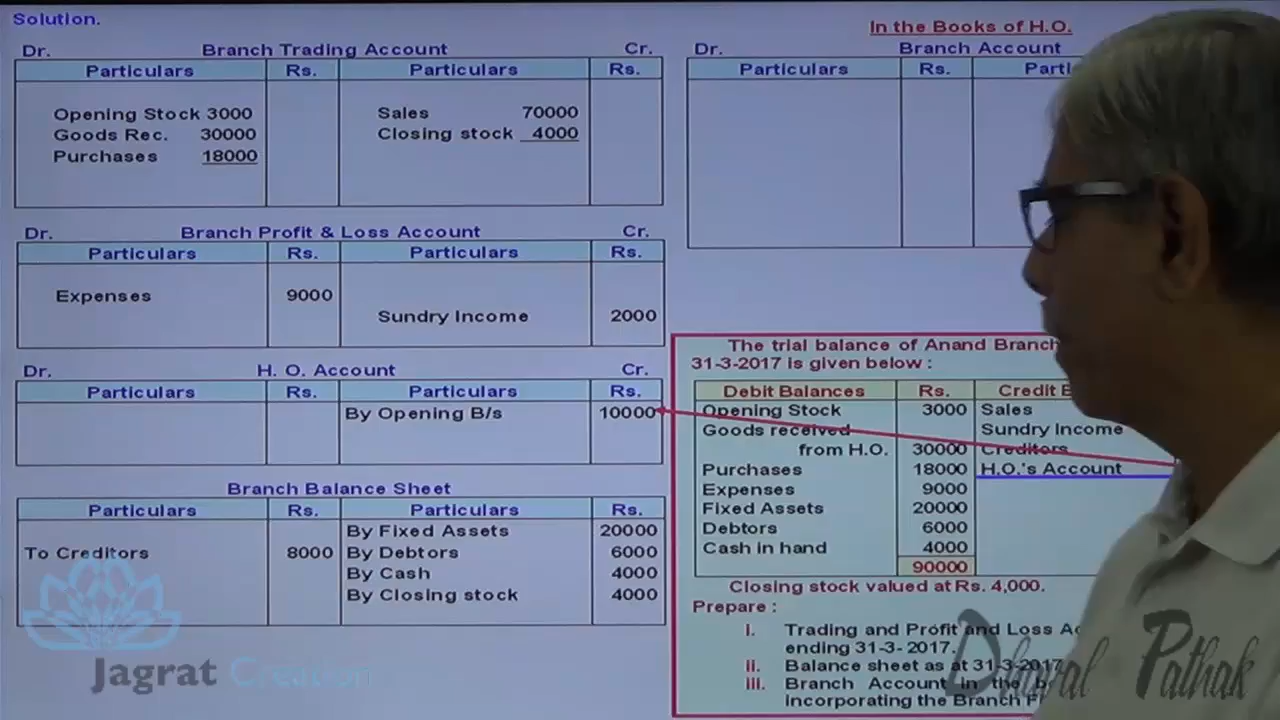 Solution.
Dr. Branch Trading Account Cr.
Particulars Rs. Particulars Rs.
Opening Stock 3000 Sales 70000
Goods Rec. 30000 Closing stock 4000
Purchases 18000
Dr. Branch Profit & Loss Account Cr.
Particulars Rs. Particulars Rs.
Expenses 9000
Sundry Income 2000
Dr. H. O. Account Cr.
Particulars Rs. Particulars Rs.
By Opening B/s 10000
Branch Balance Sheet
Particulars Rs. Particulars Rs.
By Fixed Assets 20000
To Creditors 8000 By Debtors 6000
By Cash 4000
By Closing stock 4000
In the Books of H.O.
Dr. Branch Account
Particulars Rs. Parti
The trial balance of Anand Branch
31-3-2017 is given below :
Debit Balances Rs. Credit B
Opening Stock 3000 Sales
Goods received Sundry Income
from H.O. 30000 Creditors
Purchases 18000 H.O.'s Account
Expenses 9000
Fixed Assets 20000
Debtors 6000
Cash in hand 4000
90000
Closing stock valued at Rs. 4,000.
Prepare :
I. Trading and Profit and Loss Ac
ending 31-3- 2017.
ii. Balance sheet as at 31-3-2017
iii. Branch Account in the b
incorporating the Branch
Jagrat Creation
Dhaval Pathak